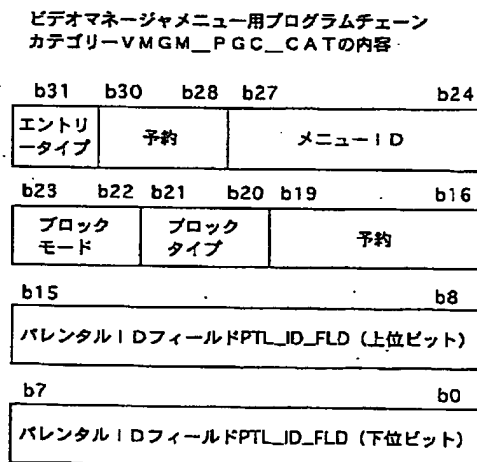 ビデオマネージャメニュー用プログラムチェーン
カテゴリーVMGM_PGC_CATの内容
b31 b30 b28 b27 b24
エントリ
ータイプ
予約
メニューID
b23 b22 b21 b20 b19 b16
ブロック
モード
ブロック
タイプ
予約
b15 b8
パレンタルIDフィールドPTL_ID_FLD(上位ビット)
b7 b0
パレンタルIDフィールドPTL_ID_FLD(下位ビット)